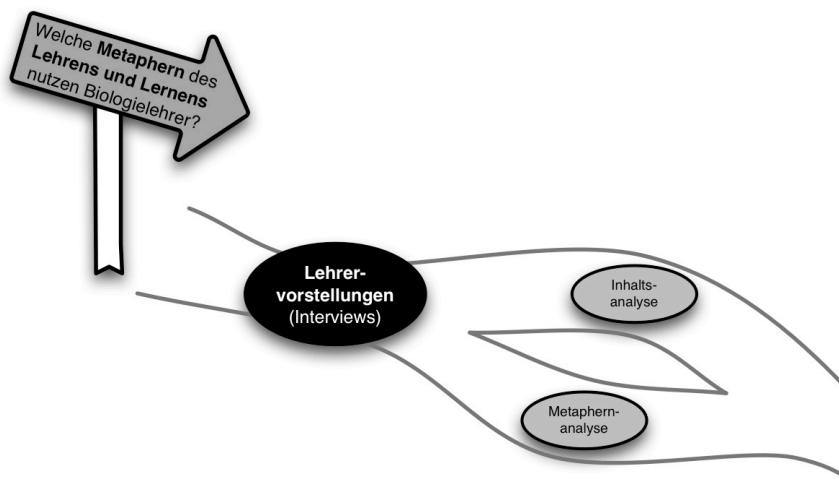 Welche Metaphern des
Lehrens und Lernens
nutzen Biologielehrer?
Lehrer-
vorstellungen
(Interviews)
Inhalts-
analyse
Metaphern-
analyse